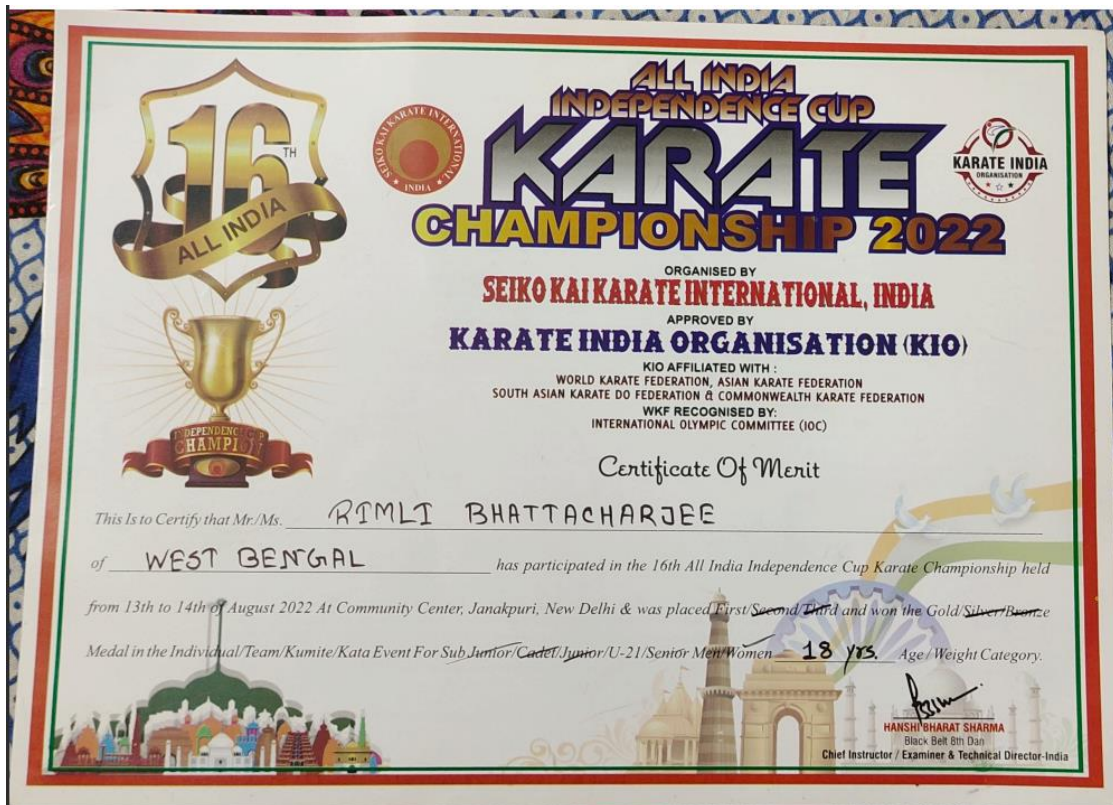 16TH
ALL INDIA
SEIKO KAI KARATE INTERNATIONAL
INDIA
ALL INDIA
INDEPENDENCE CUP
KARATE
CHAMPIONSHIP 2022
KARATE INDIA
ORGANISATION
ORGANISED BY
SEIKO KAI KARATE INTERNATIONAL, INDIA
APPROVED BY
KARATE INDIA ORGANISATION (KIO)
KIO AFFILIATED WITH :
WORLD KARATE FEDERATION, ASIAN KARATE FEDERATION
SOUTH ASIAN KARATE DO FEDERATION & COMMONWEALTH KARATE FEDERATION
WKF RECOGNISED BY:
INTERNATIONAL OLYMPIC COMMITTEE (IOC)
INDEPENDENCE CUP
CHAMPION
Certificate Of Merit
This Is to Certify that Mr./Ms. RIMLI BHATTACHARJEE
of WEST BENGAL has participated in the 16th All India Independence Cup Karate Championship held
from 13th to 14th of August 2022 At Community Center, Janakpuri, New Delhi & was placed First/Second/Third and won the Gold/Silver/Bronze
Medal in the Individual/Team/Kumite/Kata Event For Sub Junior/Cadet/Junior/U-21/Senior Men/Women 18 yrs. Age/Weight Category.
HANSHI BHARAT SHARMA
Black Belt 8th Dan
Chief Instructor / Examiner & Technical Director-India